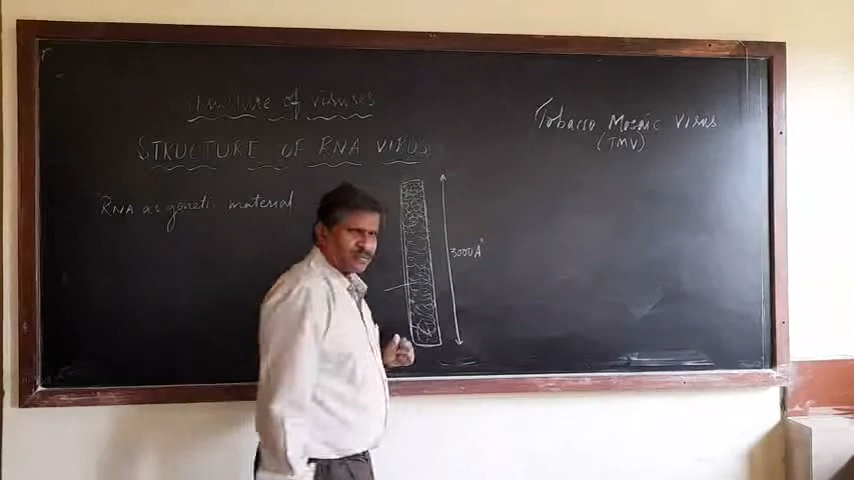 Structure of viruses
STRUCTURE OF RNA VIRUS
RNA as genetic material
3000 A°
Tobacco Mosaic Virus
(TMV)